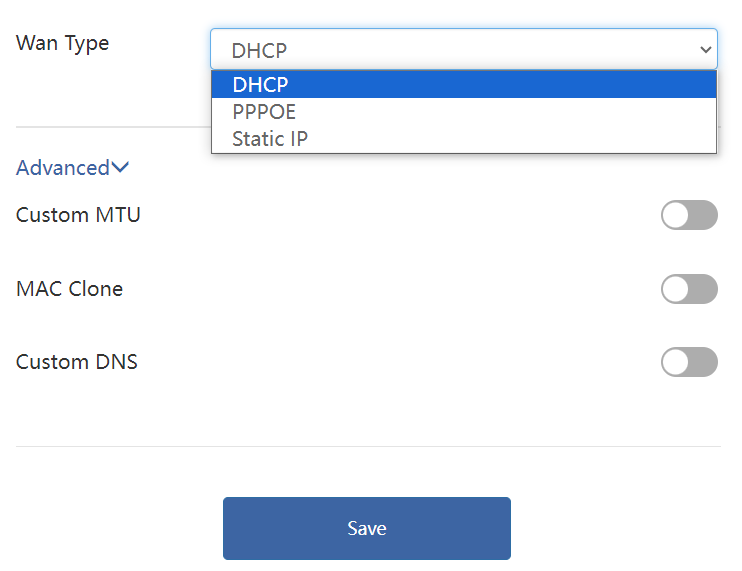 Wan Type
DHCP
DHCP
PPPOE
Static IP
Advanced
Custom MTU
MAC Clone
Custom DNS
Save